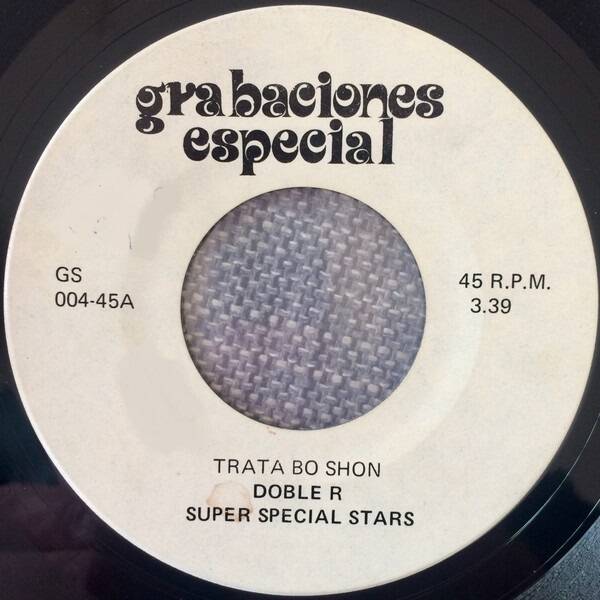 grabaciones
especial
GS
004-45A
45 R.P.M.
3.39
TRATA BO SHON
DOBLE R
SUPER SPECIAL STARS